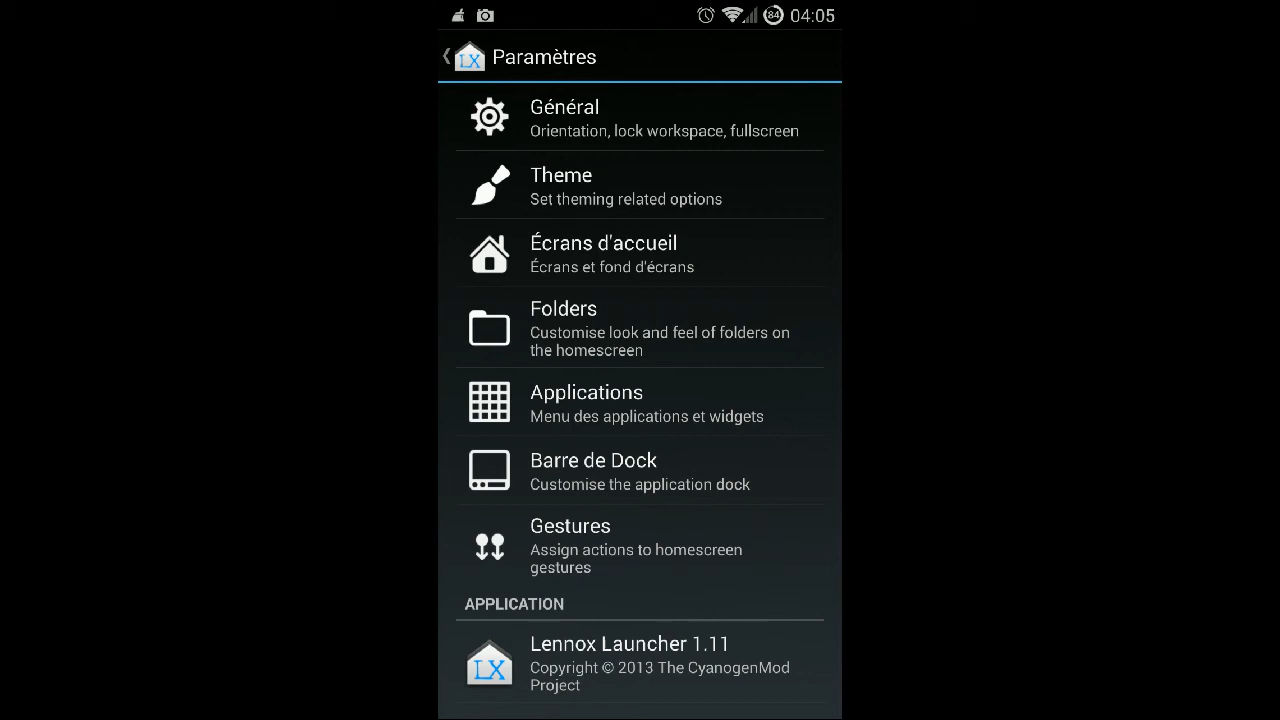 84 04:05
LX Paramètres
Général
Orientation, lock workspace, fullscreen
Theme
Set theming related options
Écrans d'accueil
Écrans et fond d'écrans
Folders
Customise look and feel of folders on
the homescreen
Applications
Menu des applications et widgets
Barre de Dock
Customise the application dock
Gestures
Assign actions to homescreen
gestures
APPLICATION
LX
Lennox Launcher 1.11
Copyright © 2013 The CyanogenMod
Project